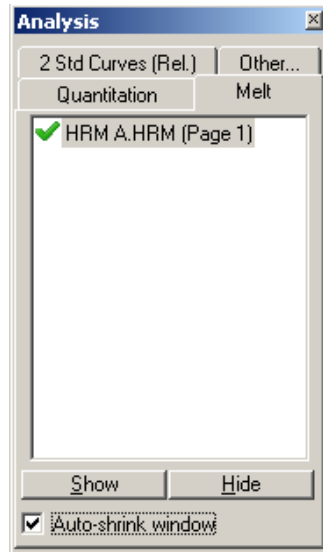 Analysis
2 Std Curves (Rel.) Other...
Quantitation Melt
HRM A.HRM (Page 1)
Show Hide
Auto-shrink window